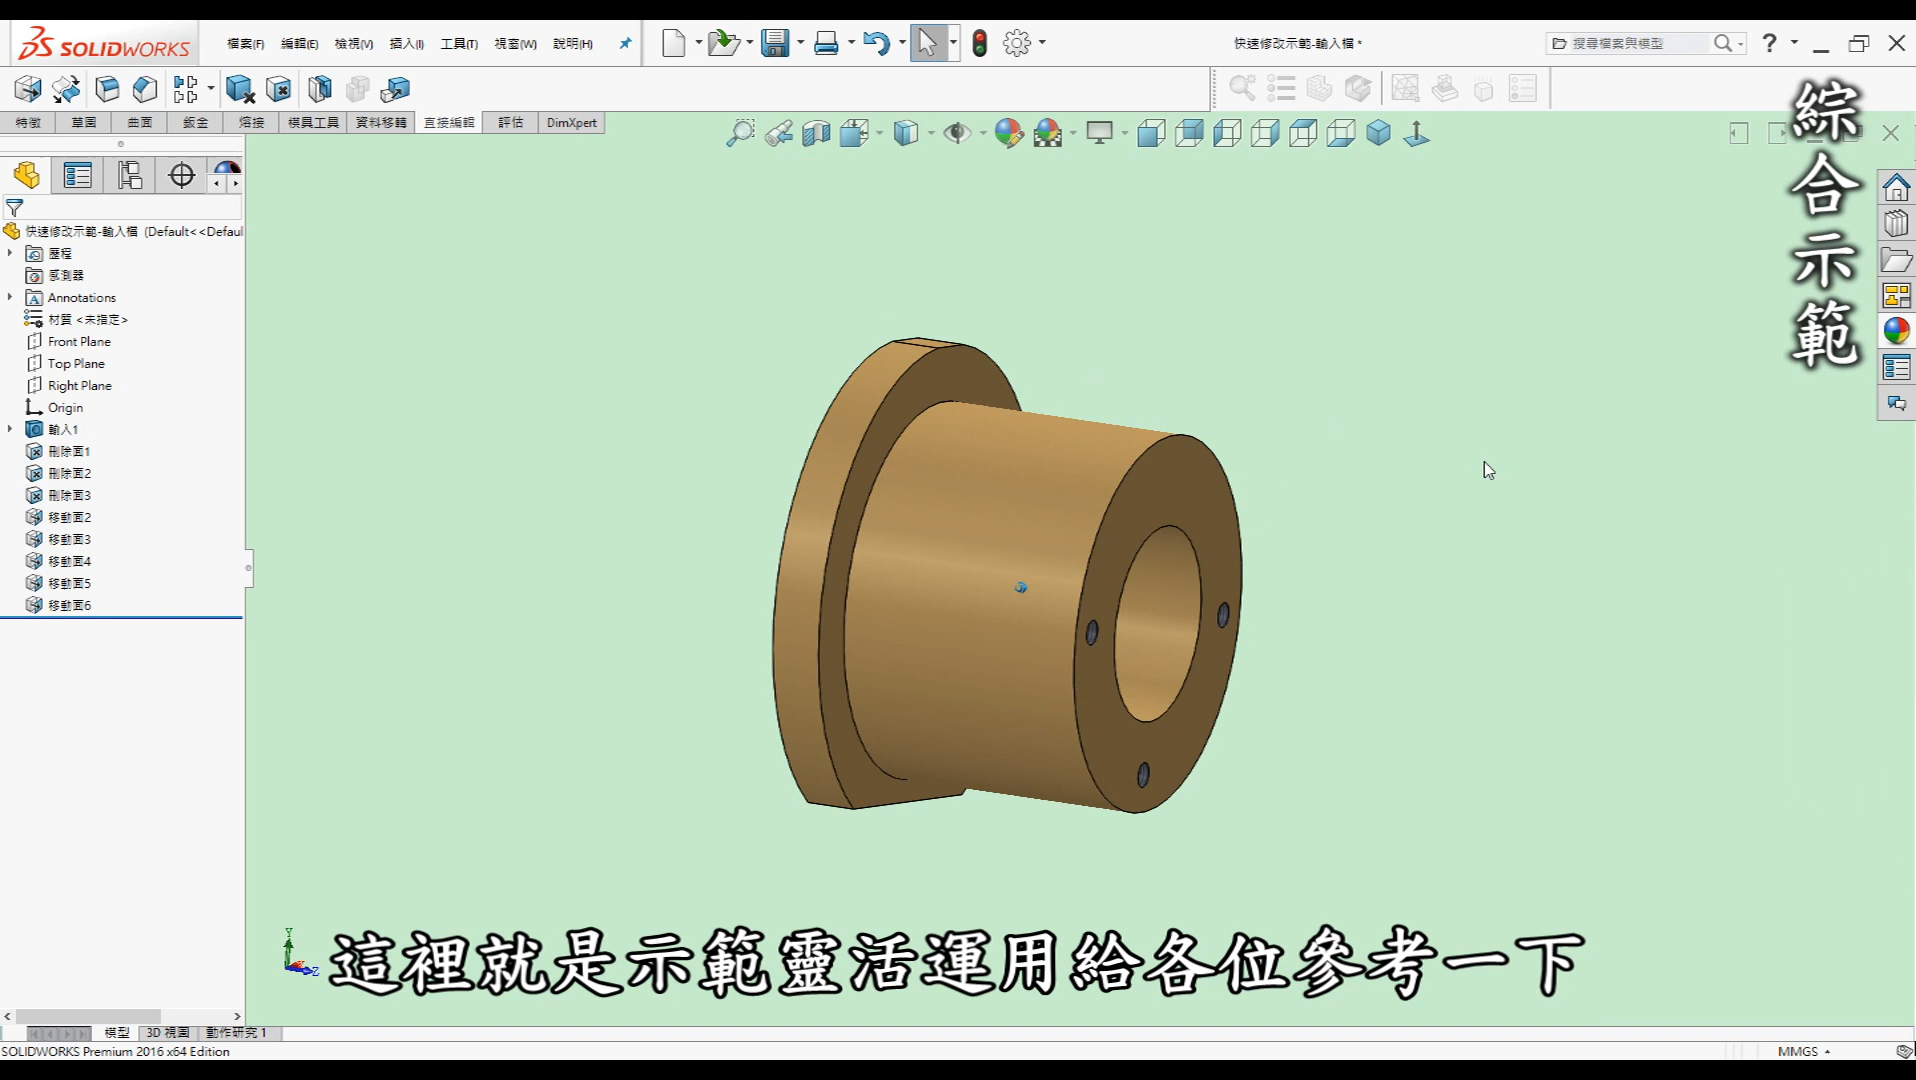 SOLIDWORKS
檔案(F) 編輯(E) 檢視(V) 插入(I) 工具(T) 視窗(W) 說明(H)
快速修改示範-輸入檔 *
搜尋檔案與模型
特徵 草圖 曲面 鈑金 熔接 模具工具 資料移轉 直接編輯 評估 DimXpert
綜合示範
快速修改示範-輸入檔 (Default<<Defaul
歷程
感測器
Annotations
材質 <未指定>
Front Plane
Top Plane
Right Plane
Origin
輸入1
刪除面1
刪除面2
刪除面3
移動面2
移動面3
移動面4
移動面5
移動面6
Y
Z
這裡就是示範靈活運用給各位參考一下
模型 3D 視圖 動作研究 1
SOLIDWORKS Premium 2016 x64 Edition
MMGS